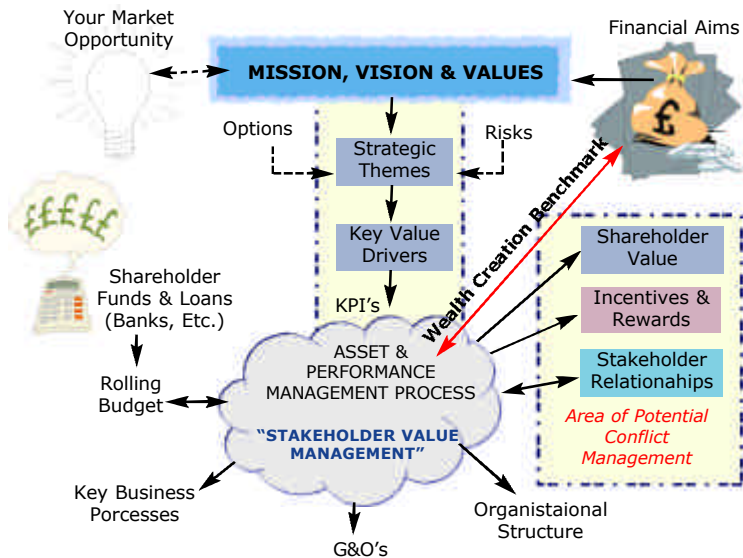 Your Market
Opportunity
Financial Aims
MISSION, VISION & VALUES
£
Options
Risks
Strategic
Themes
£££££
Wealth Creation Benchmark
Key Value
Drivers
Shareholder
Value
Shareholder
Funds & Loans
(Banks, Etc.)
KPI's
Incentives &
Rewards
ASSET &
PERFORMANCE
MANAGEMENT PROCESS
Stakeholder
Relationships
Rolling
Budget
"STAKEHOLDER VALUE
MANAGEMENT"
Area of Potential
Conflict
Management
Key Business
Porcesses
Organistaional
Structure
G&O's